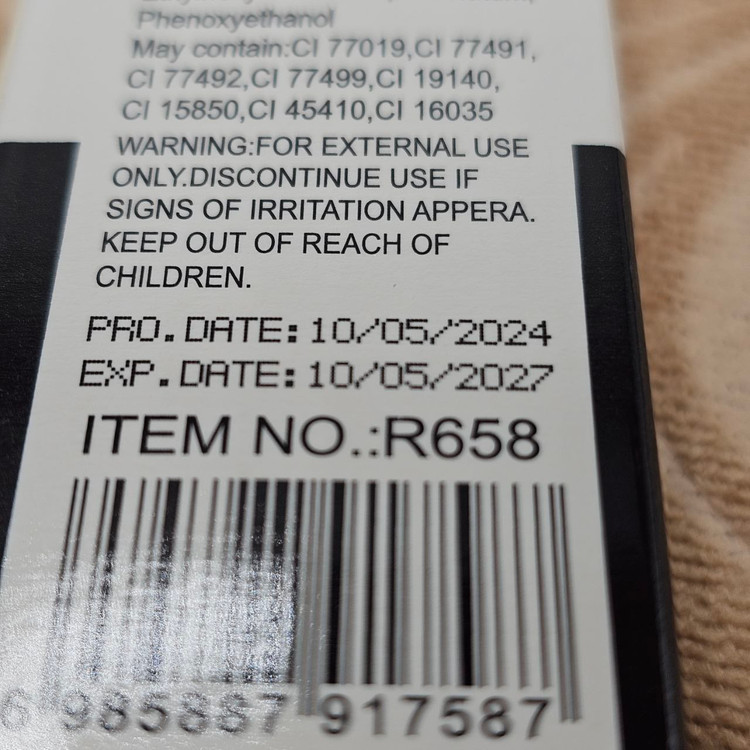 Phenoxyethanol
May contain:CI 77019,CI 77491,
CI 77492,CI 77499,CI 19140,
CI 15850,CI 45410,CI 16035
WARNING:FOR EXTERNAL USE
ONLY.DISCONTINUE USE IF
SIGNS OF IRRITATION APPERA.
KEEP OUT OF REACH OF
CHILDREN.
PRO.DATE:10/05/2024
EXP.DATE:10/05/2027
ITEM NO.:R658
6 985887 917587